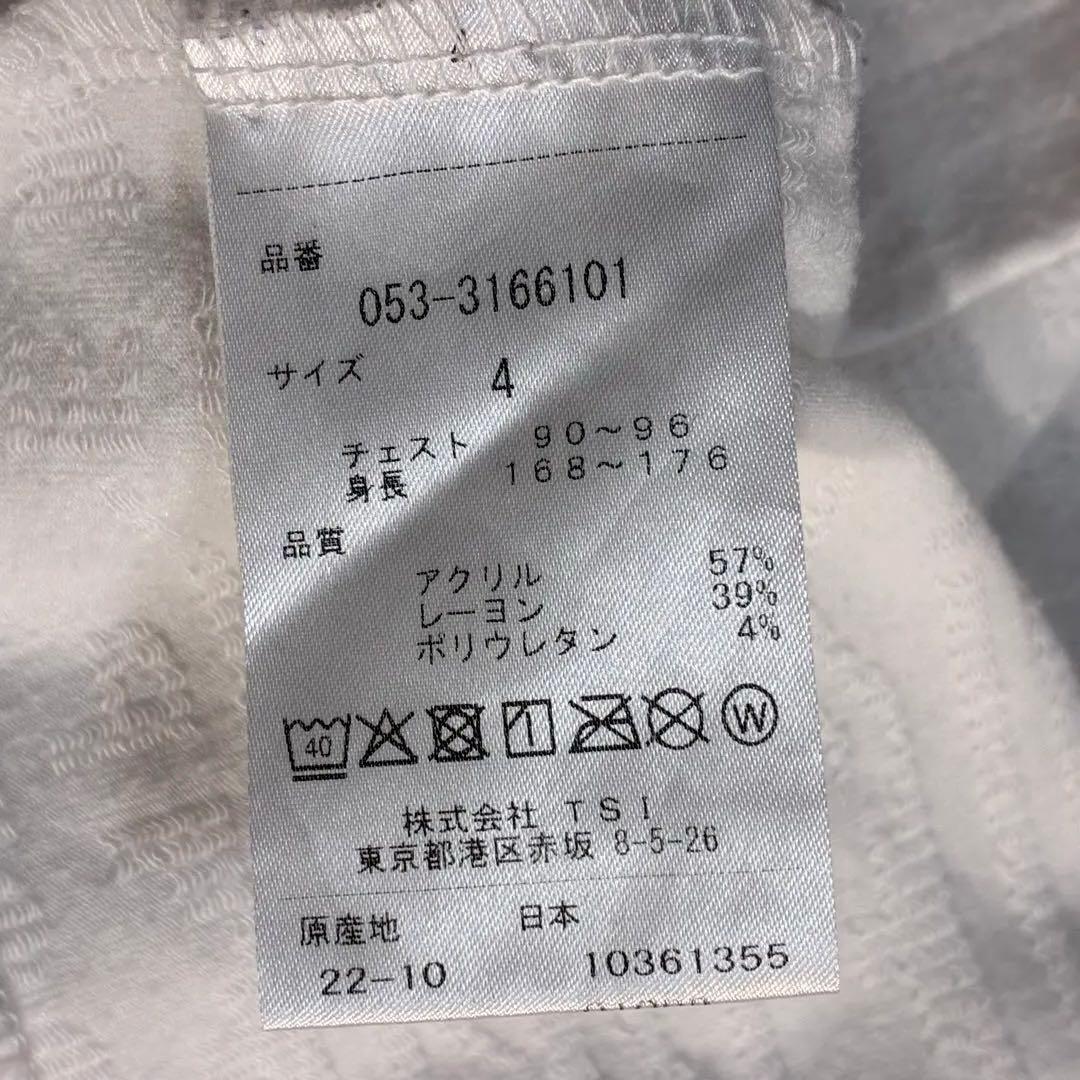 品番
053-3166101
サイズ 4
チェスト 90～96
身長 168～176
品質
アクリル 57%
レーヨン 39%
ポリウレタン 4%
40 W
株式会社 TSI
東京都港区赤坂 8-5-26
原産地 日本
22-10 10361355